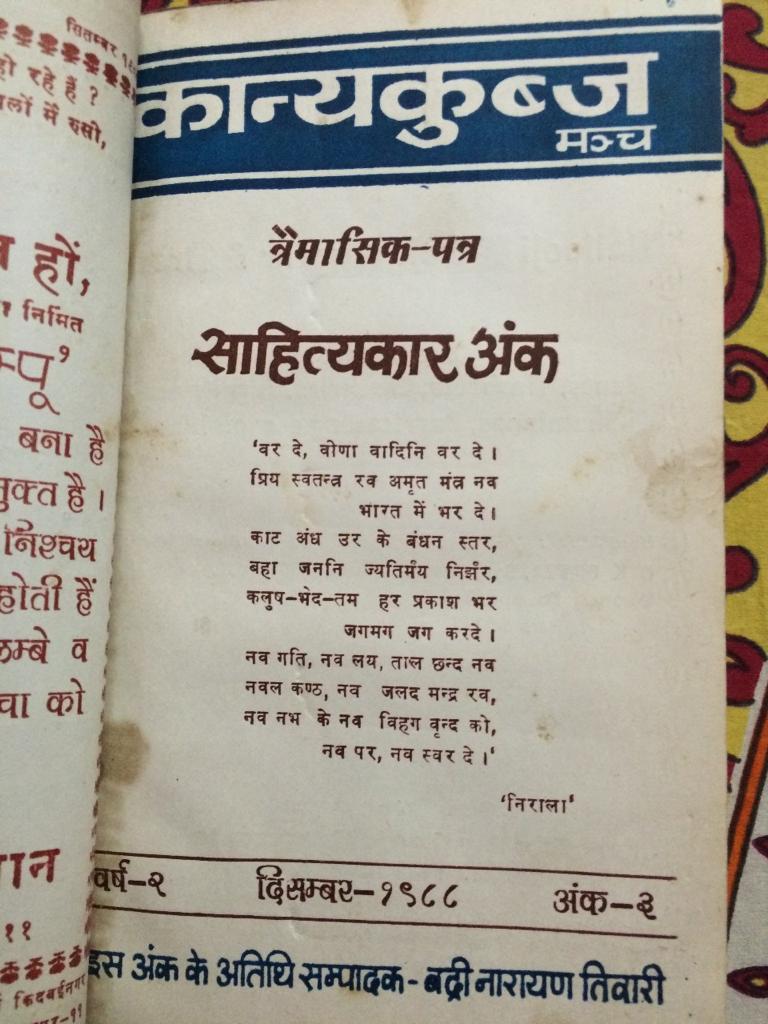 सितम्बर
हो रहे हैं ?
में रुसी,
हों,
निर्मित
म्पू'
बना है
युक्त है ।
निश्चय
होती हैं
लम्बे व
को
११
किदवईनगर
कान्यकुब्ज
मञ्च
त्रैमासिक-पत्र
साहित्यकार अंक
'वर दे, वीणा वादिनि वर दे ।
प्रिय स्वतन्त्र रव अमृत मंत्र नव
भारत में भर दे ।
काट अंध उर के बंधन स्तर,
बहा जननि ज्यतिर्मय निर्झर,
कलुष-भेद-तम हर प्रकाश भर
जगमग जग करदे ।
नव गति, नव लय, ताल छन्द नव
नवल कण्ठ, नव जलद मन्द्र रव,
नव नभ के नव विहग वृन्द को,
नव पर, नव स्वर दे ।'
'निराला'
वर्ष-२ दिसम्बर-१९८८ अंक-३
इस अंक के अतिथि सम्पादक - बद्री नारायण तिवारी